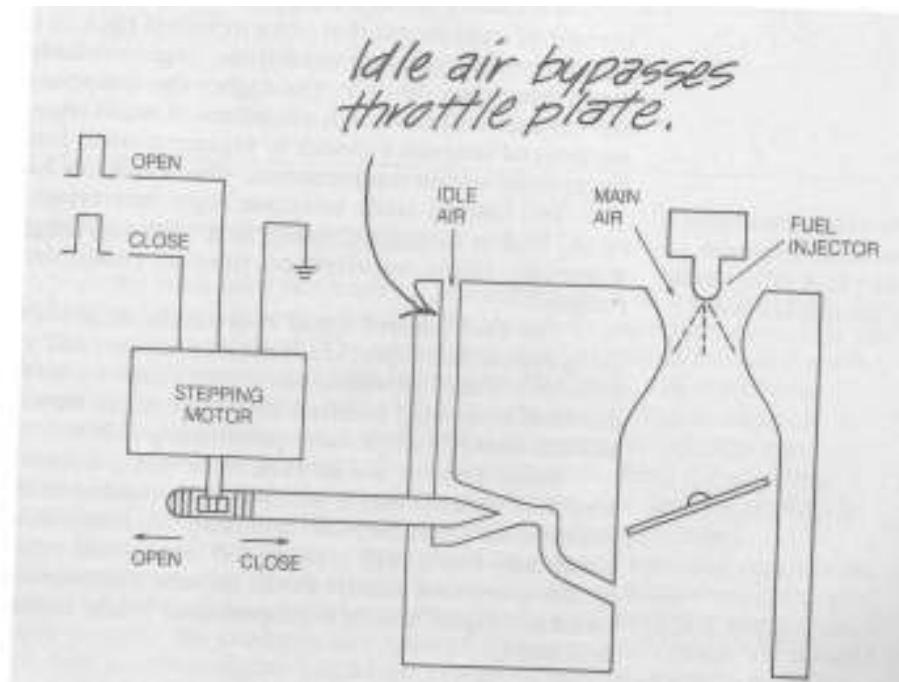 Idle air bypasses
throttle plate.
OPEN
CLOSE
IDLE
AIR
MAIN
AIR
FUEL
INJECTOR
STEPPING
MOTOR
OPEN
CLOSE